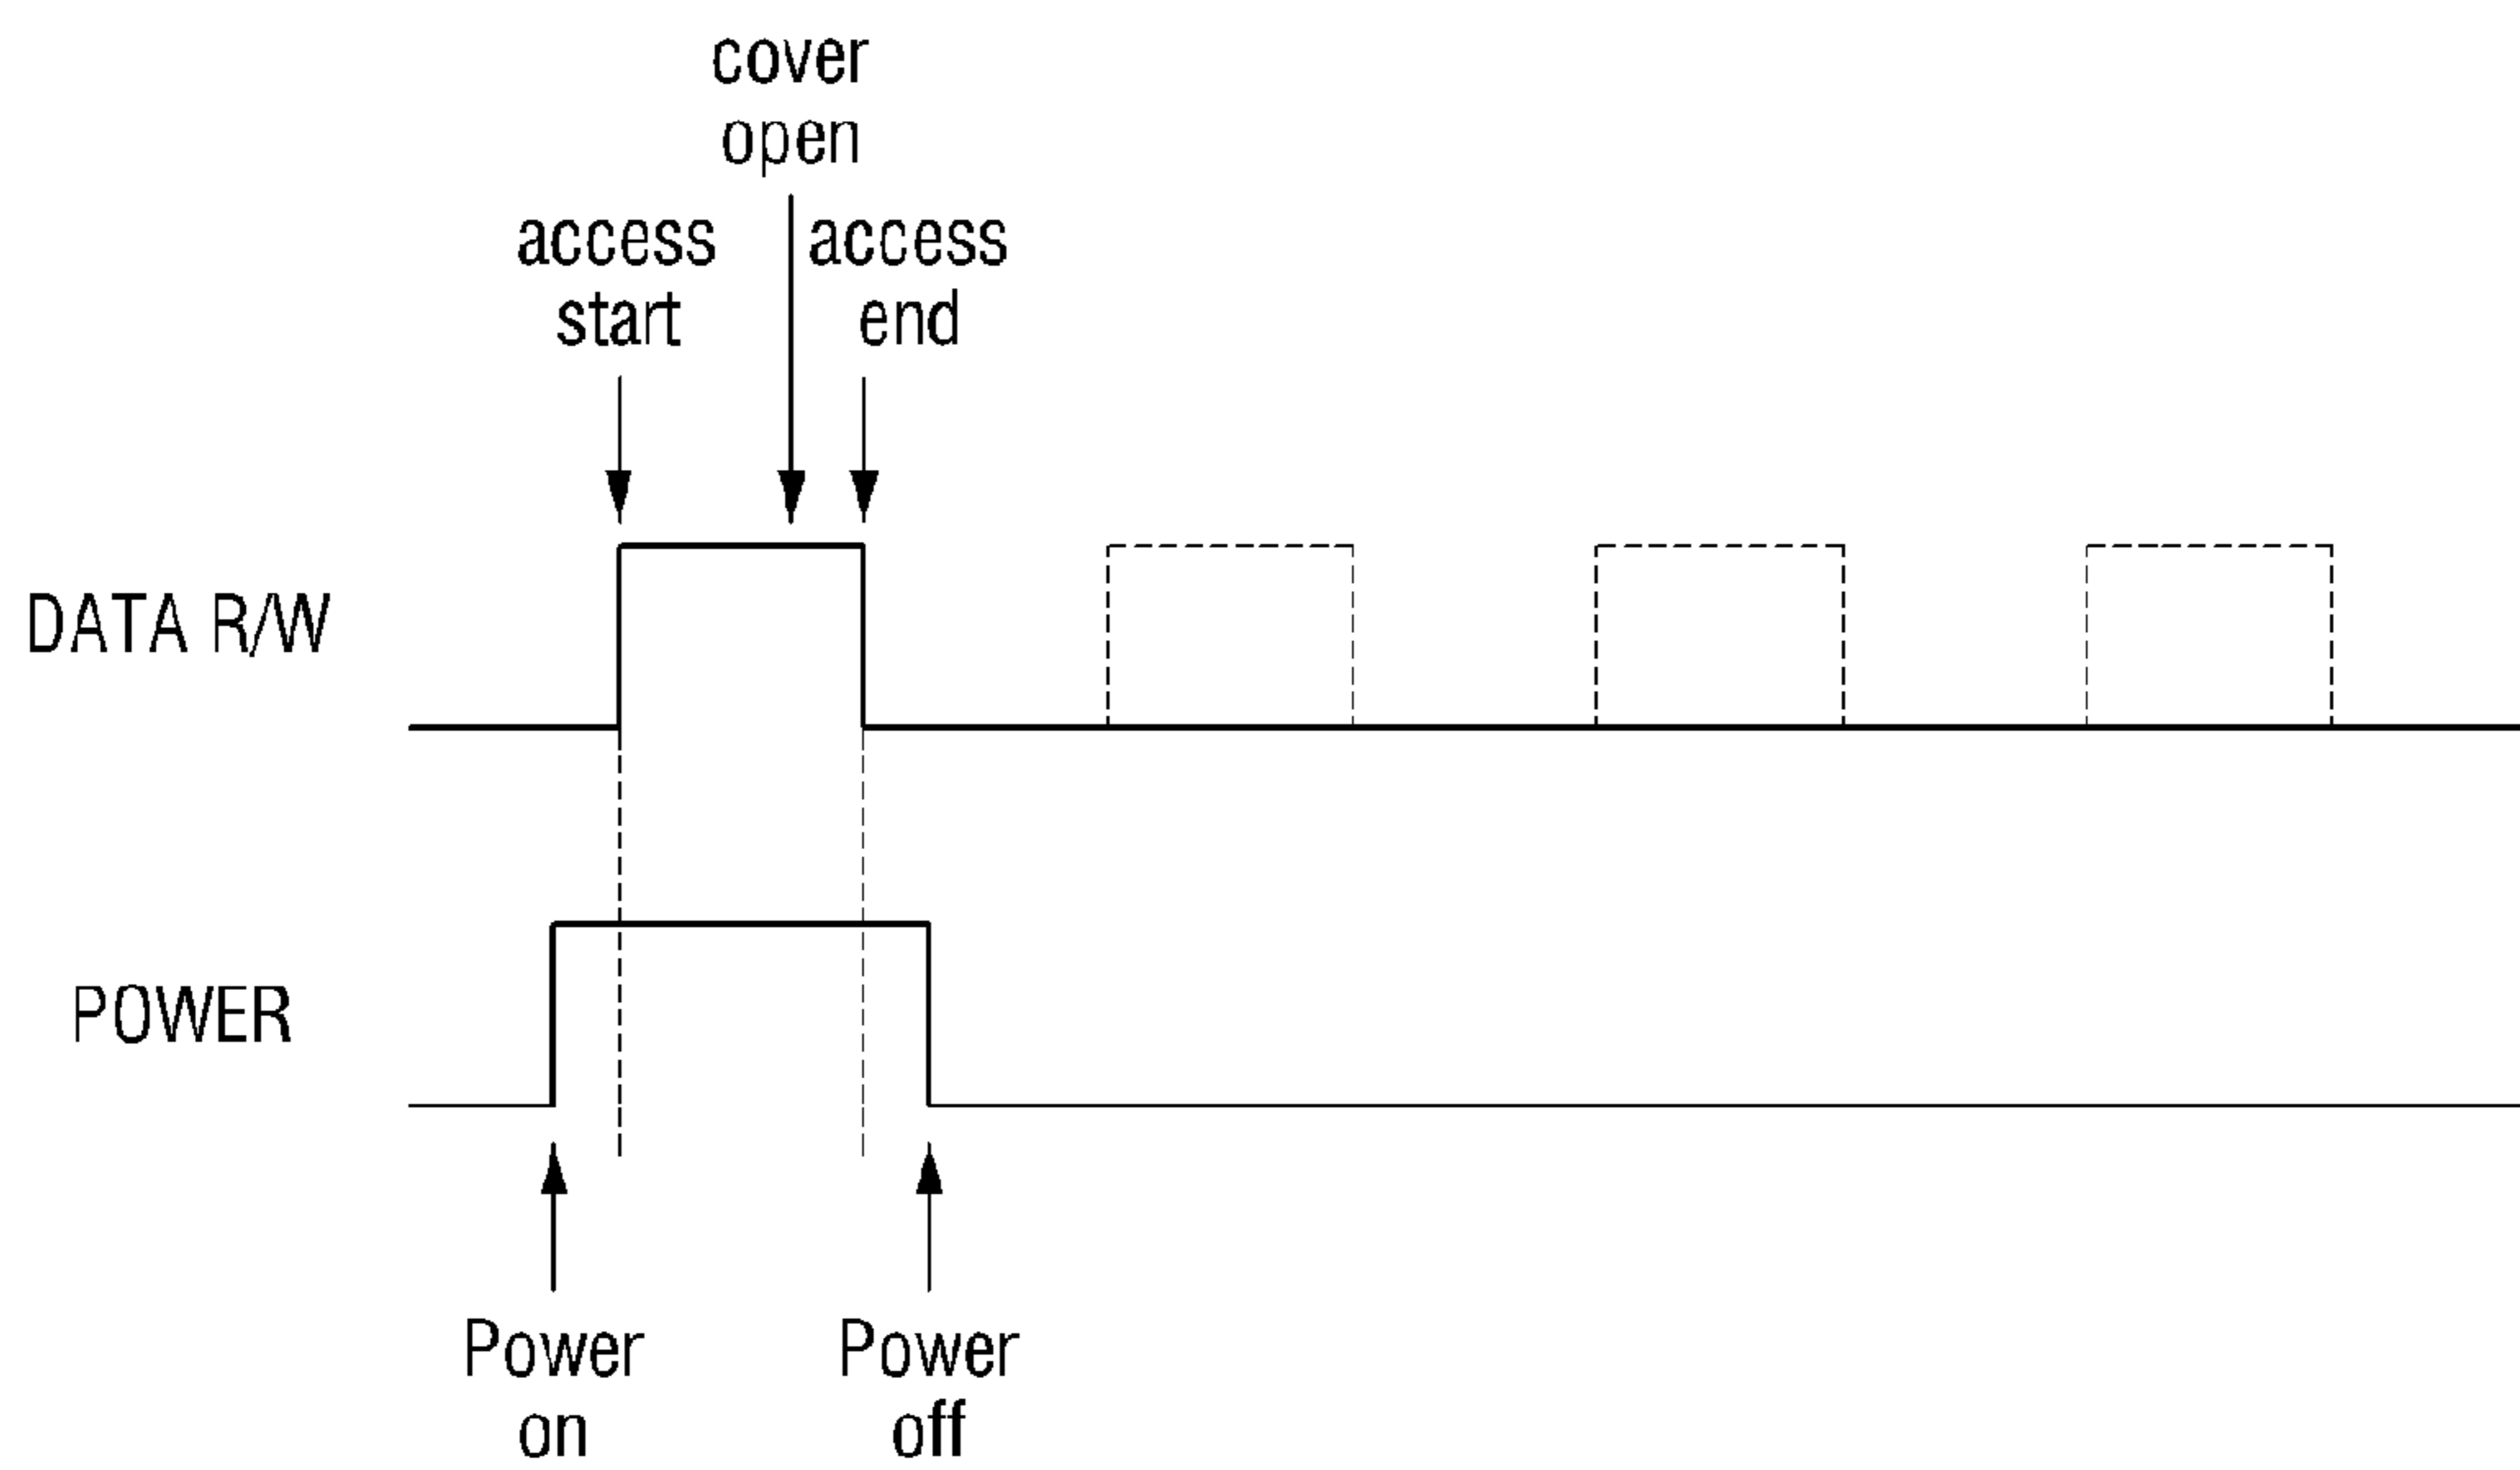 cover
open
access
start
access
end
DATA R/W
POWER
Power
on
Power
off